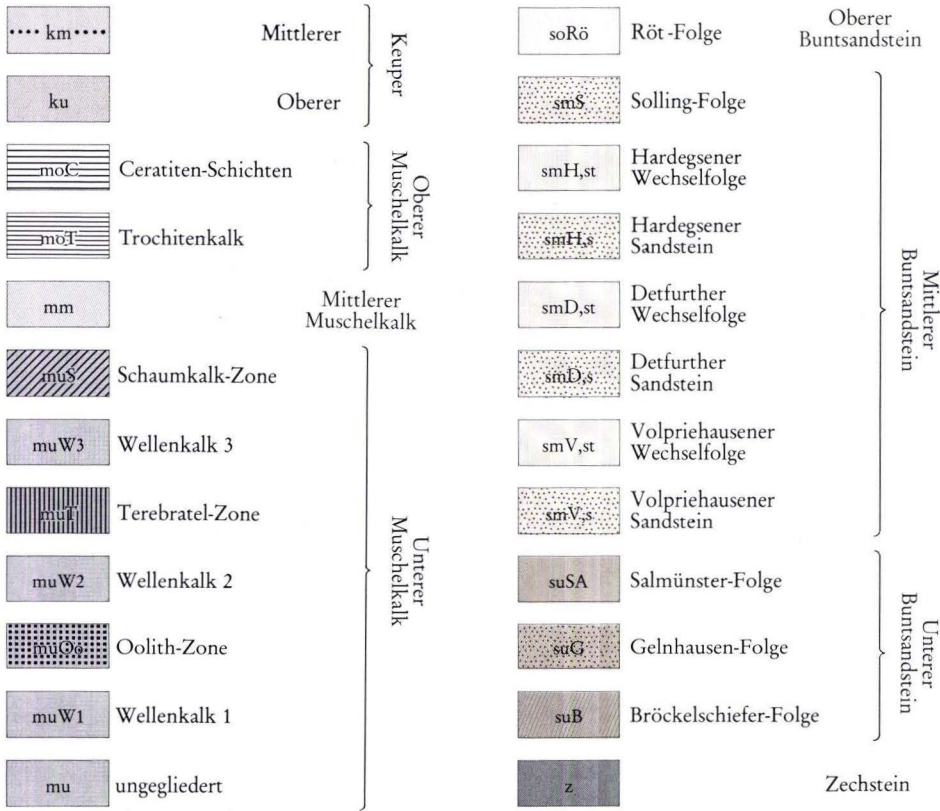 km Mittlerer
ku Oberer
Keuper
moC Ceratiten-Schichten
moT Trochitenkalk
Oberer
Muschelkalk
mm Mittlerer
Muschelkalk
muS Schaumkalk-Zone
muW3 Wellenkalk 3
muT Terebratel-Zone
muW2 Wellenkalk 2
muOo Oolith-Zone
muW1 Wellenkalk 1
mu ungegliedert
Unterer
Muschelkalk
soRö Röt-Folge
Oberer
Buntsandstein
smS Solling-Folge
smH,st Hardegsener
Wechselfolge
smH,s Hardegsener
Sandstein
smD,st Detfurther
Wechselfolge
smD,s Detfurther
Sandstein
smV,st Volpriehausener
Wechselfolge
smV,s Volpriehausener
Sandstein
Mittlerer
Buntsandstein
suSA Salmünster-Folge
suG Gelnhausen-Folge
suB Bröckelschiefer-Folge
Unterer
Buntsandstein
z Zechstein